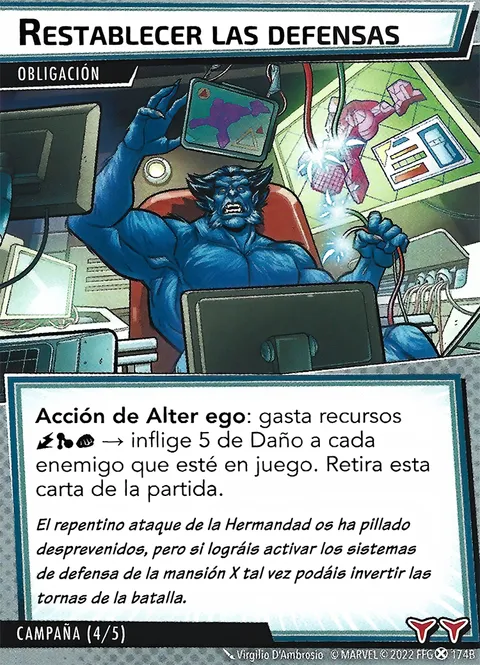 RESTABLECER LAS DEFENSAS
OBLIGACIÓN
Acción de Alter ego: gasta recursos
→ inflige 5 de Daño a cada
enemigo que esté en juego. Retira esta
carta de la partida.
El repentino ataque de la Hermandad os ha pillado
desprevenidos, pero si lográis activar los sistemas
de defensa de la mansión X tal vez podáis invertir las
tornas de la batalla.
CAMPAÑA (4/5)
Virgilio D'Ambrosio © MARVEL © 2022 FFG 174B